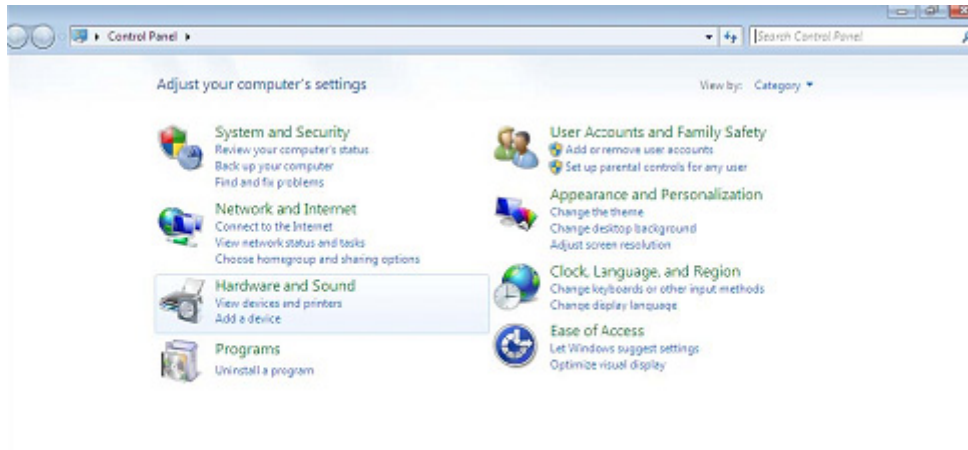 Control Panel
Search Control Panel
Adjust your computer's settings
View by: Category
System and Security
Review your computer's status
Back up your computer
Find and fix problems
Network and Internet
Connect to the Internet
View network status and tasks
Choose homegroup and sharing options
Hardware and Sound
View devices and printers
Add a device
Programs
Uninstall a program
User Accounts and Family Safety
Add or remove user accounts
Set up parental controls for any user
Appearance and Personalization
Change the theme
Change desktop background
Adjust screen resolution
Clock, Language, and Region
Change keyboards or other input methods
Change display language
Ease of Access
Let Windows suggest settings
Optimize visual display